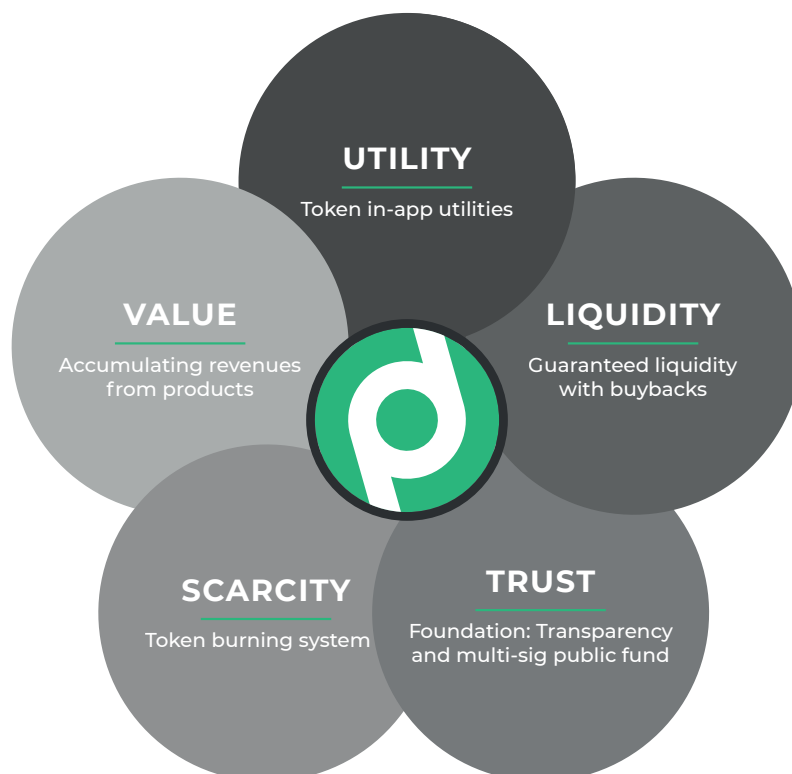 UTILITY
Token in-app utilities
VALUE
Accumulating revenues
from products
LIQUIDITY
Guaranteed liquidity
with buybacks
SCARCITY
Token burning system
TRUST
Foundation: Transparency
and multi-sig public fund